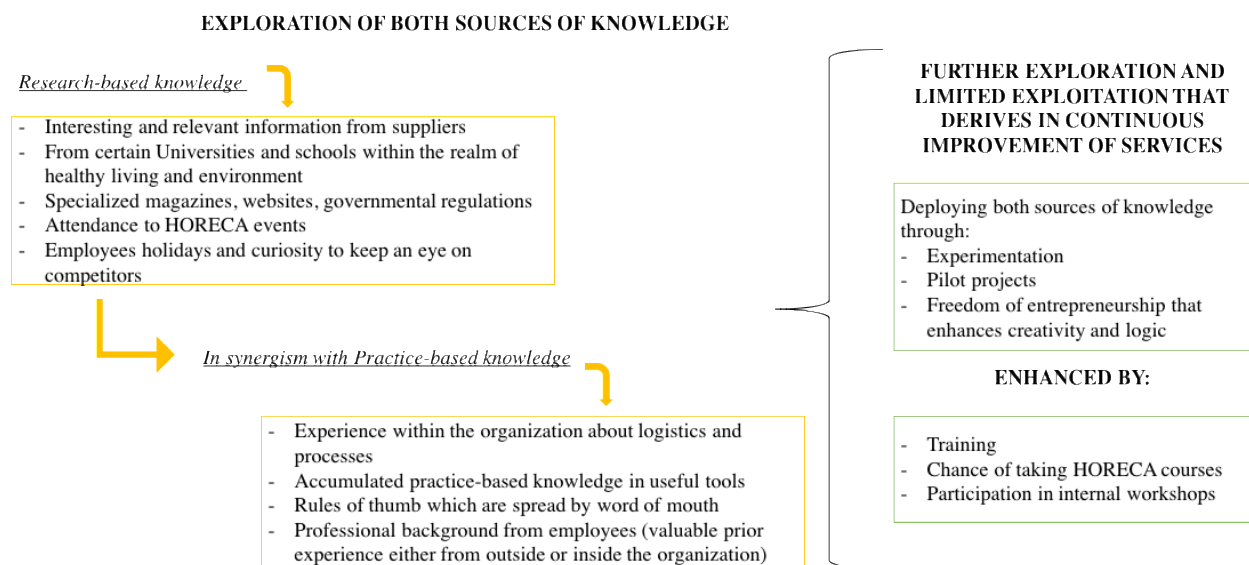 EXPLORATION OF BOTH SOURCES OF KNOWLEDGE
Research-based knowledge
- Interesting and relevant information from suppliers
- From certain Universities and schools within the realm of
healthy living and environment
- Specialized magazines, websites, governmental regulations
- Attendance to HORECA events
- Employees holidays and curiosity to keep an eye on
competitors
In synergism with Practice-based knowledge
- Experience within the organization about logistics and
processes
- Accumulated practice-based knowledge in useful tools
- Rules of thumb which are spread by word of mouth
- Professional background from employees (valuable prior
experience either from outside or inside the organization)
FURTHER EXPLORATION AND
LIMITED EXPLOITATION THAT
DERIVES IN CONTINUOUS
IMPROVEMENT OF SERVICES
Deploying both sources of knowledge
through:
- Experimentation
- Pilot projects
- Freedom of entrepreneurship that
enhances creativity and logic
ENHANCED BY:
- Training
- Chance of taking HORECA courses
- Participation in internal workshops